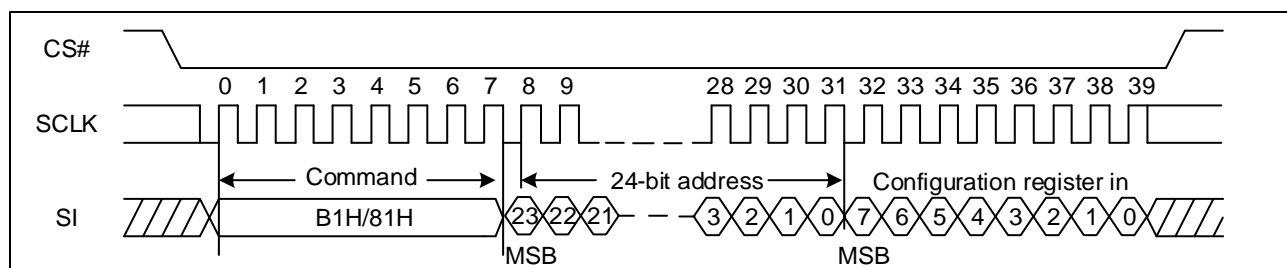 CS#
0 1 2 3 4 5 6 7 8 9 28 29 30 31 32 33 34 35 36 37 38 39
SCLK
Command 24-bit address Configuration register in
SI B1H/81H 23 22 21 3 2 1 0 7 6 5 4 3 2 1 0
MSB MSB